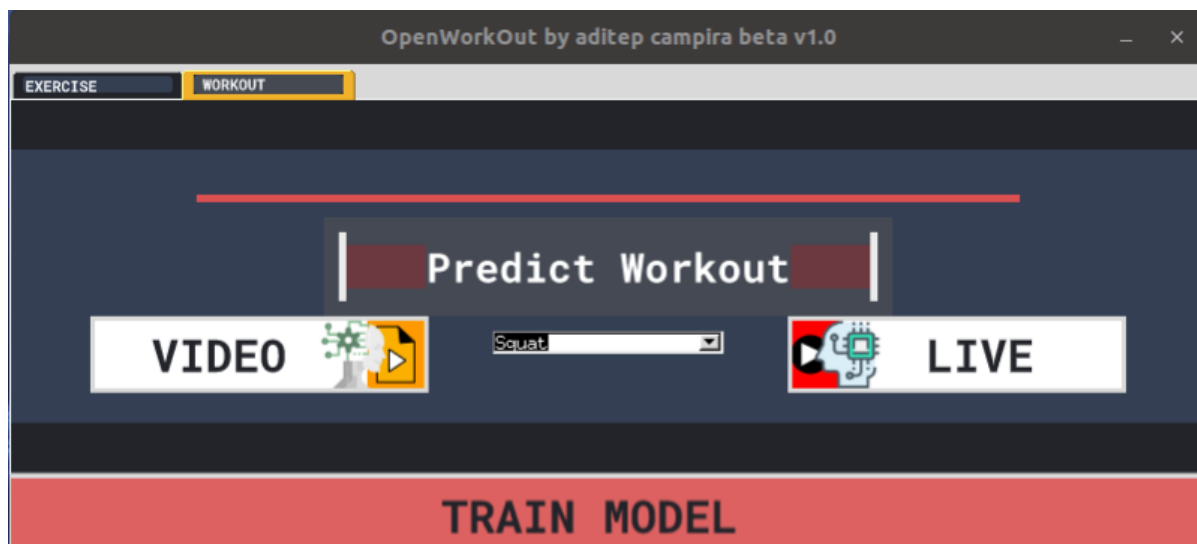 OpenWorkOut by aditep campira beta v1.0
EXERCISE WORKOUT
Predict Workout
VIDEO Squat LIVE
TRAIN MODEL